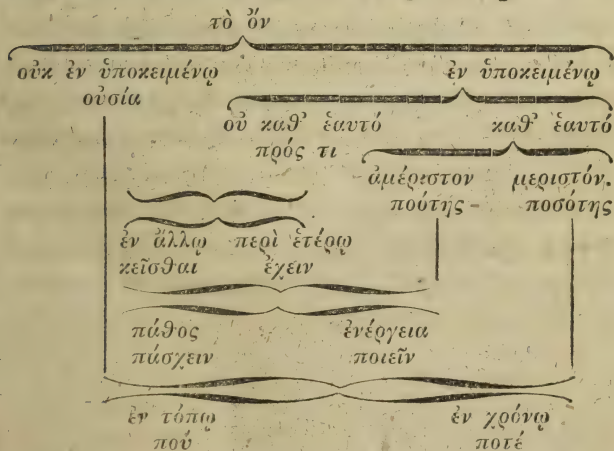 τὸ ὄν
οὐκ ἐν ὑποκειμένῳ ἐν ὑποκειμένῳ
οὐσία
οὐ καθ' ἑαυτό καθ' ἑαυτό
πρός τι
ἀμέριστον μεριστόν.
ποιότης ποσότης
ἐν ἄλλῳ περὶ ἑτέρῳ
κεῖσθαι ἔχειν
πάθος ἐνέργεια
πάσχειν ποιεῖν
ἐν τόπῳ ἐν χρόνῳ
ποῦ ποτέ